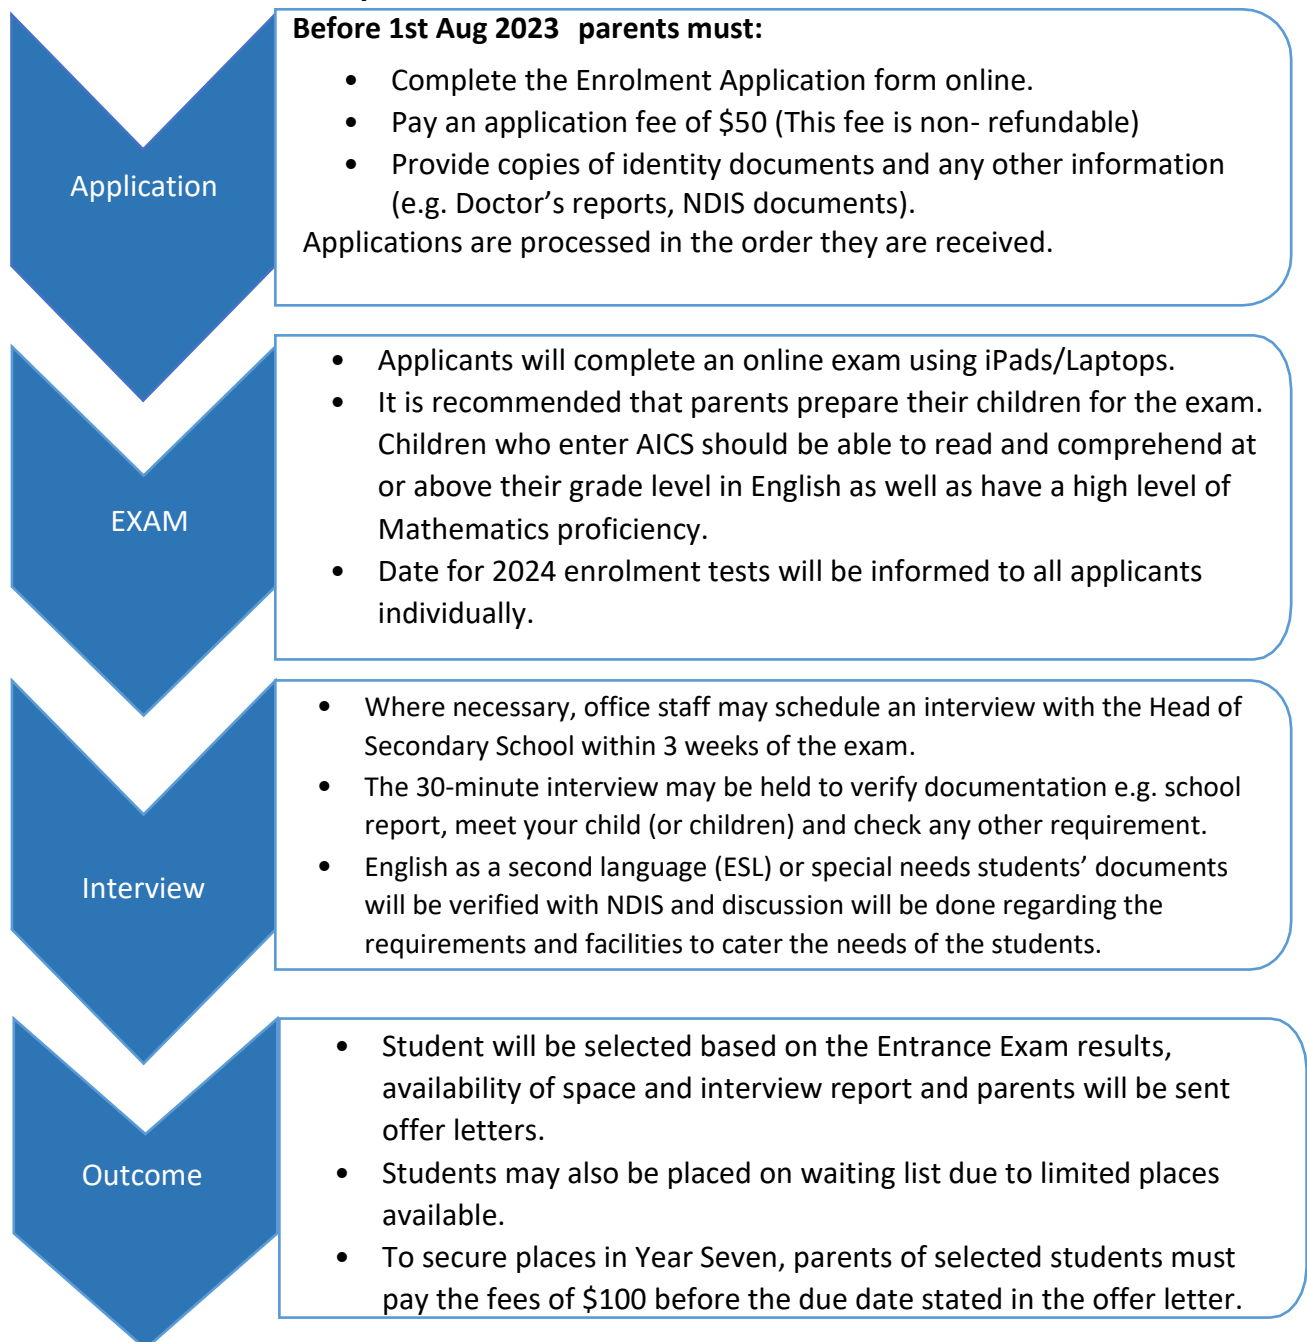 Before 1st Aug 2023 parents must:
• Complete the Enrolment Application form online.
• Pay an application fee of $50 (This fee is non- refundable)
• Provide copies of identity documents and any other information
(e.g. Doctor’s reports, NDIS documents).
Applications are processed in the order they are received.
Application
• Applicants will complete an online exam using iPads/Laptops.
• It is recommended that parents prepare their children for the exam.
Children who enter AICS should be able to read and comprehend at
or above their grade level in English as well as have a high level of
Mathematics proficiency.
• Date for 2024 enrolment tests will be informed to all applicants
individually.
EXAM
• Where necessary, office staff may schedule an interview with the Head of
Secondary School within 3 weeks of the exam.
• The 30-minute interview may be held to verify documentation e.g. school
report, meet your child (or children) and check any other requirement.
• English as a second language (ESL) or special needs students’ documents
will be verified with NDIS and discussion will be done regarding the
requirements and facilities to cater the needs of the students.
Interview
• Student will be selected based on the Entrance Exam results,
availability of space and interview report and parents will be sent
offer letters.
• Students may also be placed on waiting list due to limited places
available.
• To secure places in Year Seven, parents of selected students must
pay the fees of $100 before the due date stated in the offer letter.
Outcome